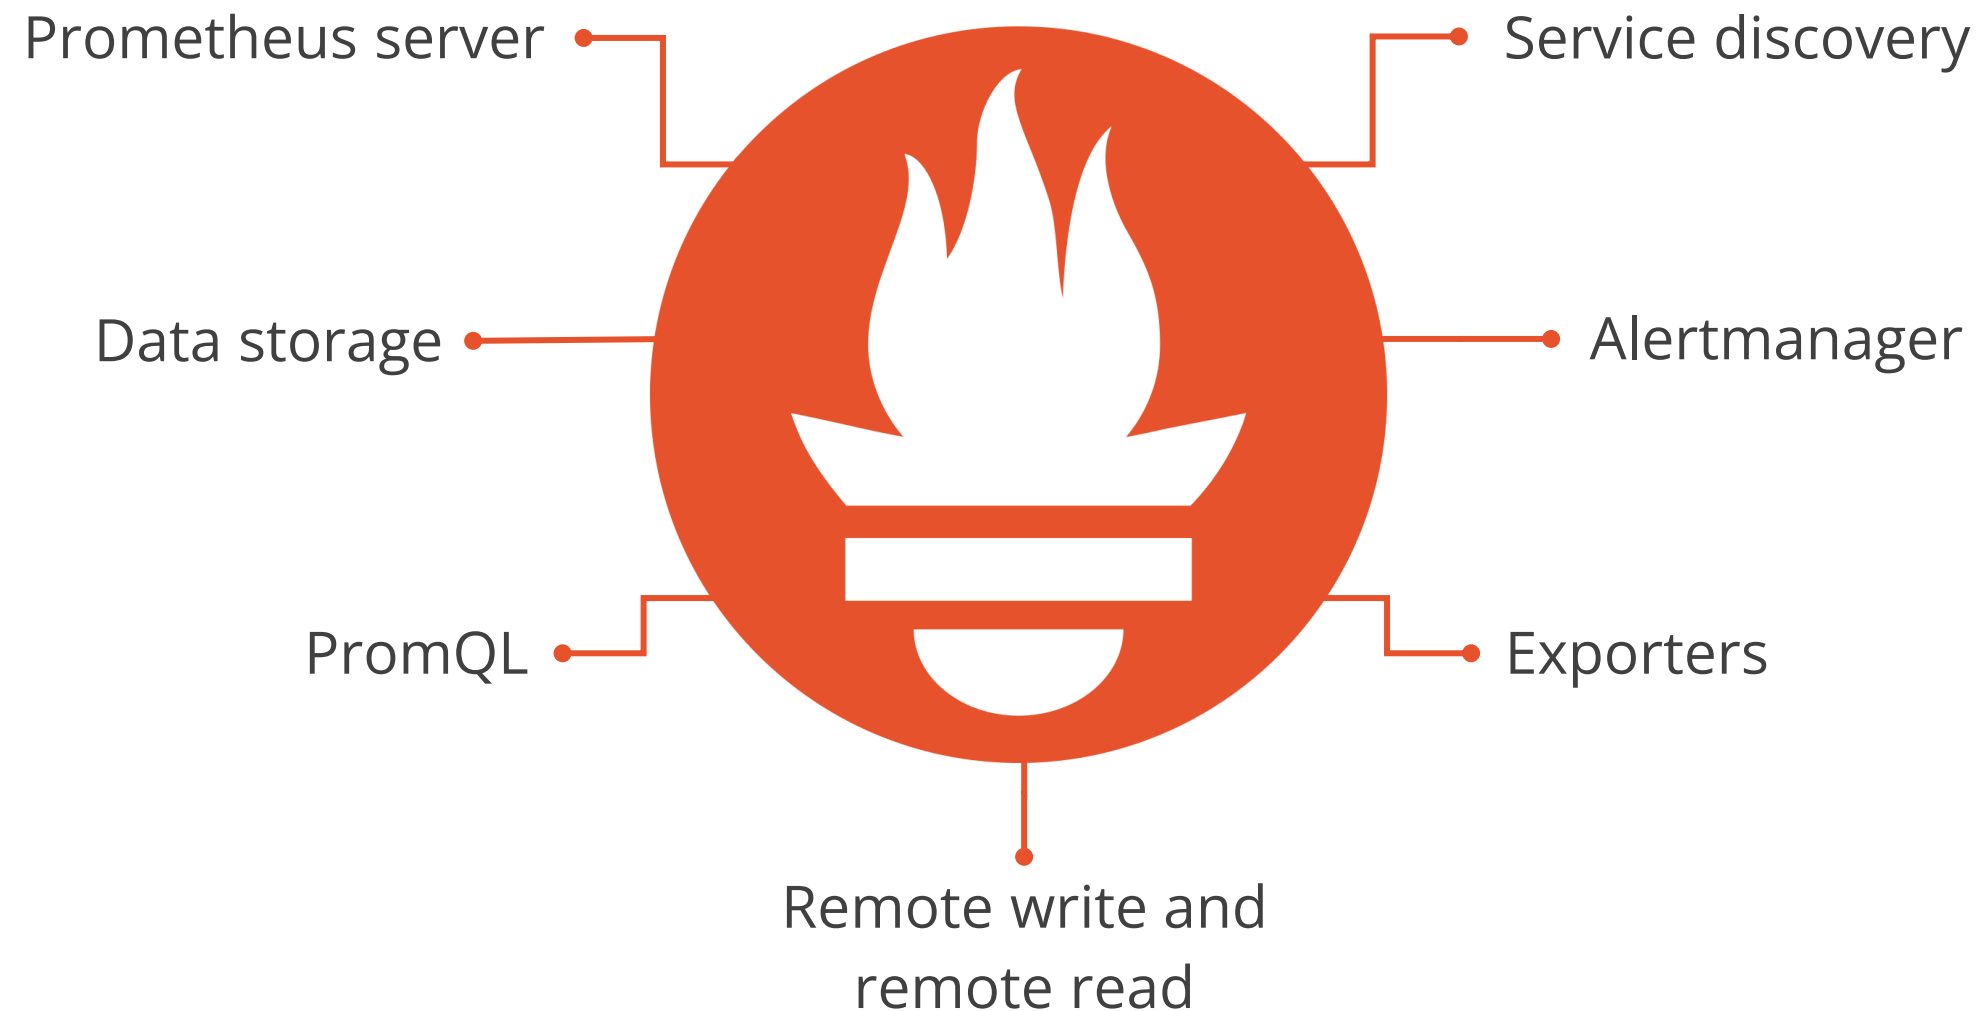 Prometheus server
Service discovery
Data storage
Alertmanager
PromQL
Exporters
Remote write and
remote read